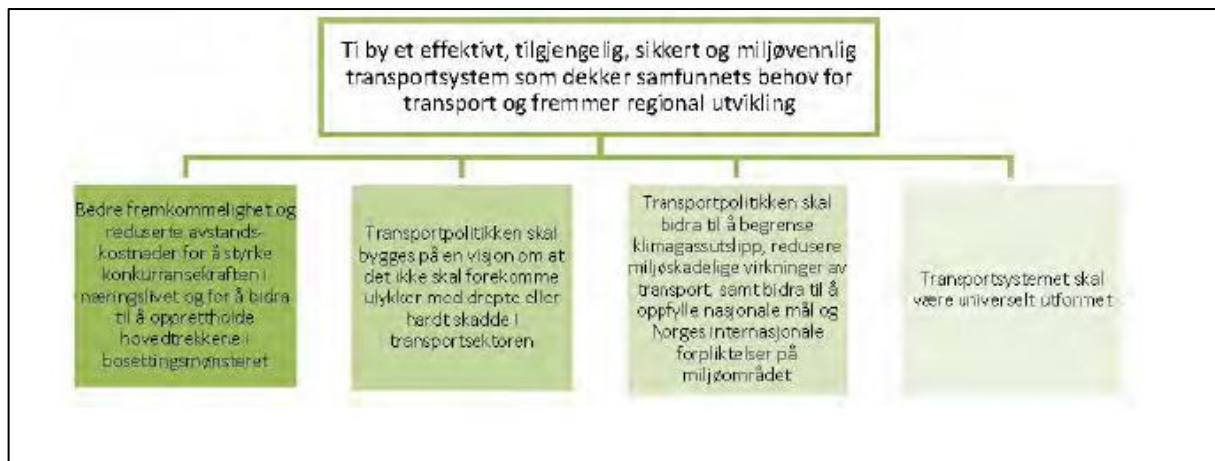 Ti by et effektivt, tilgjengelig, sikkert og miljøvennlig
transportsystem som dekker samfunnets behov for
transport og fremmer regional utvikling
Bedre fremkommelighet og
reduserte avstands-
kostnader for å styrke
konkurransekraften i
næringslivet og for å bidra
til å opprettholde
hovedtrekkene i
bosettingsmønsteret
Transportpolitikken skal
bygges på en visjon om at
det ikke skal forekomme
ulykker med drepte eller
hardt skadde i
transportsektoren
Transportpolitikken skal
bidra til å begrense
klimagassutslipp, redusere
miljøskadelige virkninger av
transport, samt bidra til å
oppfylle nasjonale mål og
Norges internasjonale
forpliktelser på
miljøområdet
Transportsystemet skal
være universelt utformet